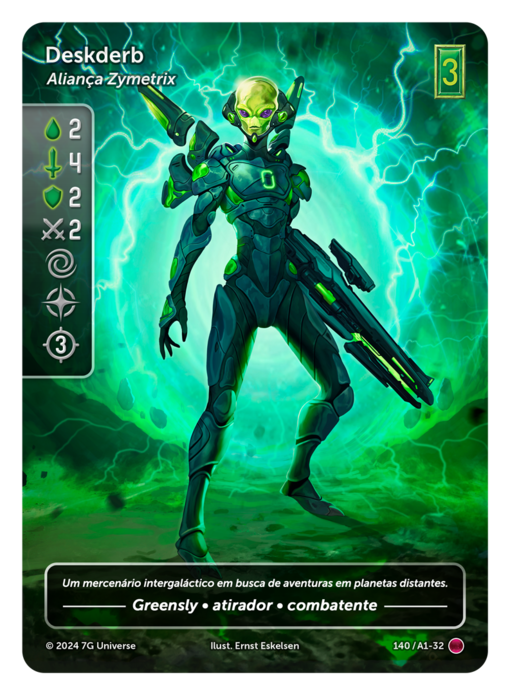 Deskderb
Aliança Zymetrix
3
2
4
2
2
3
Um mercenário intergaláctico em busca de aventuras em planetas distantes.
Greensly • atirador • combatente
© 2024 7G Universe
Ilust. Ernst Eskelsen
140 / A1-32